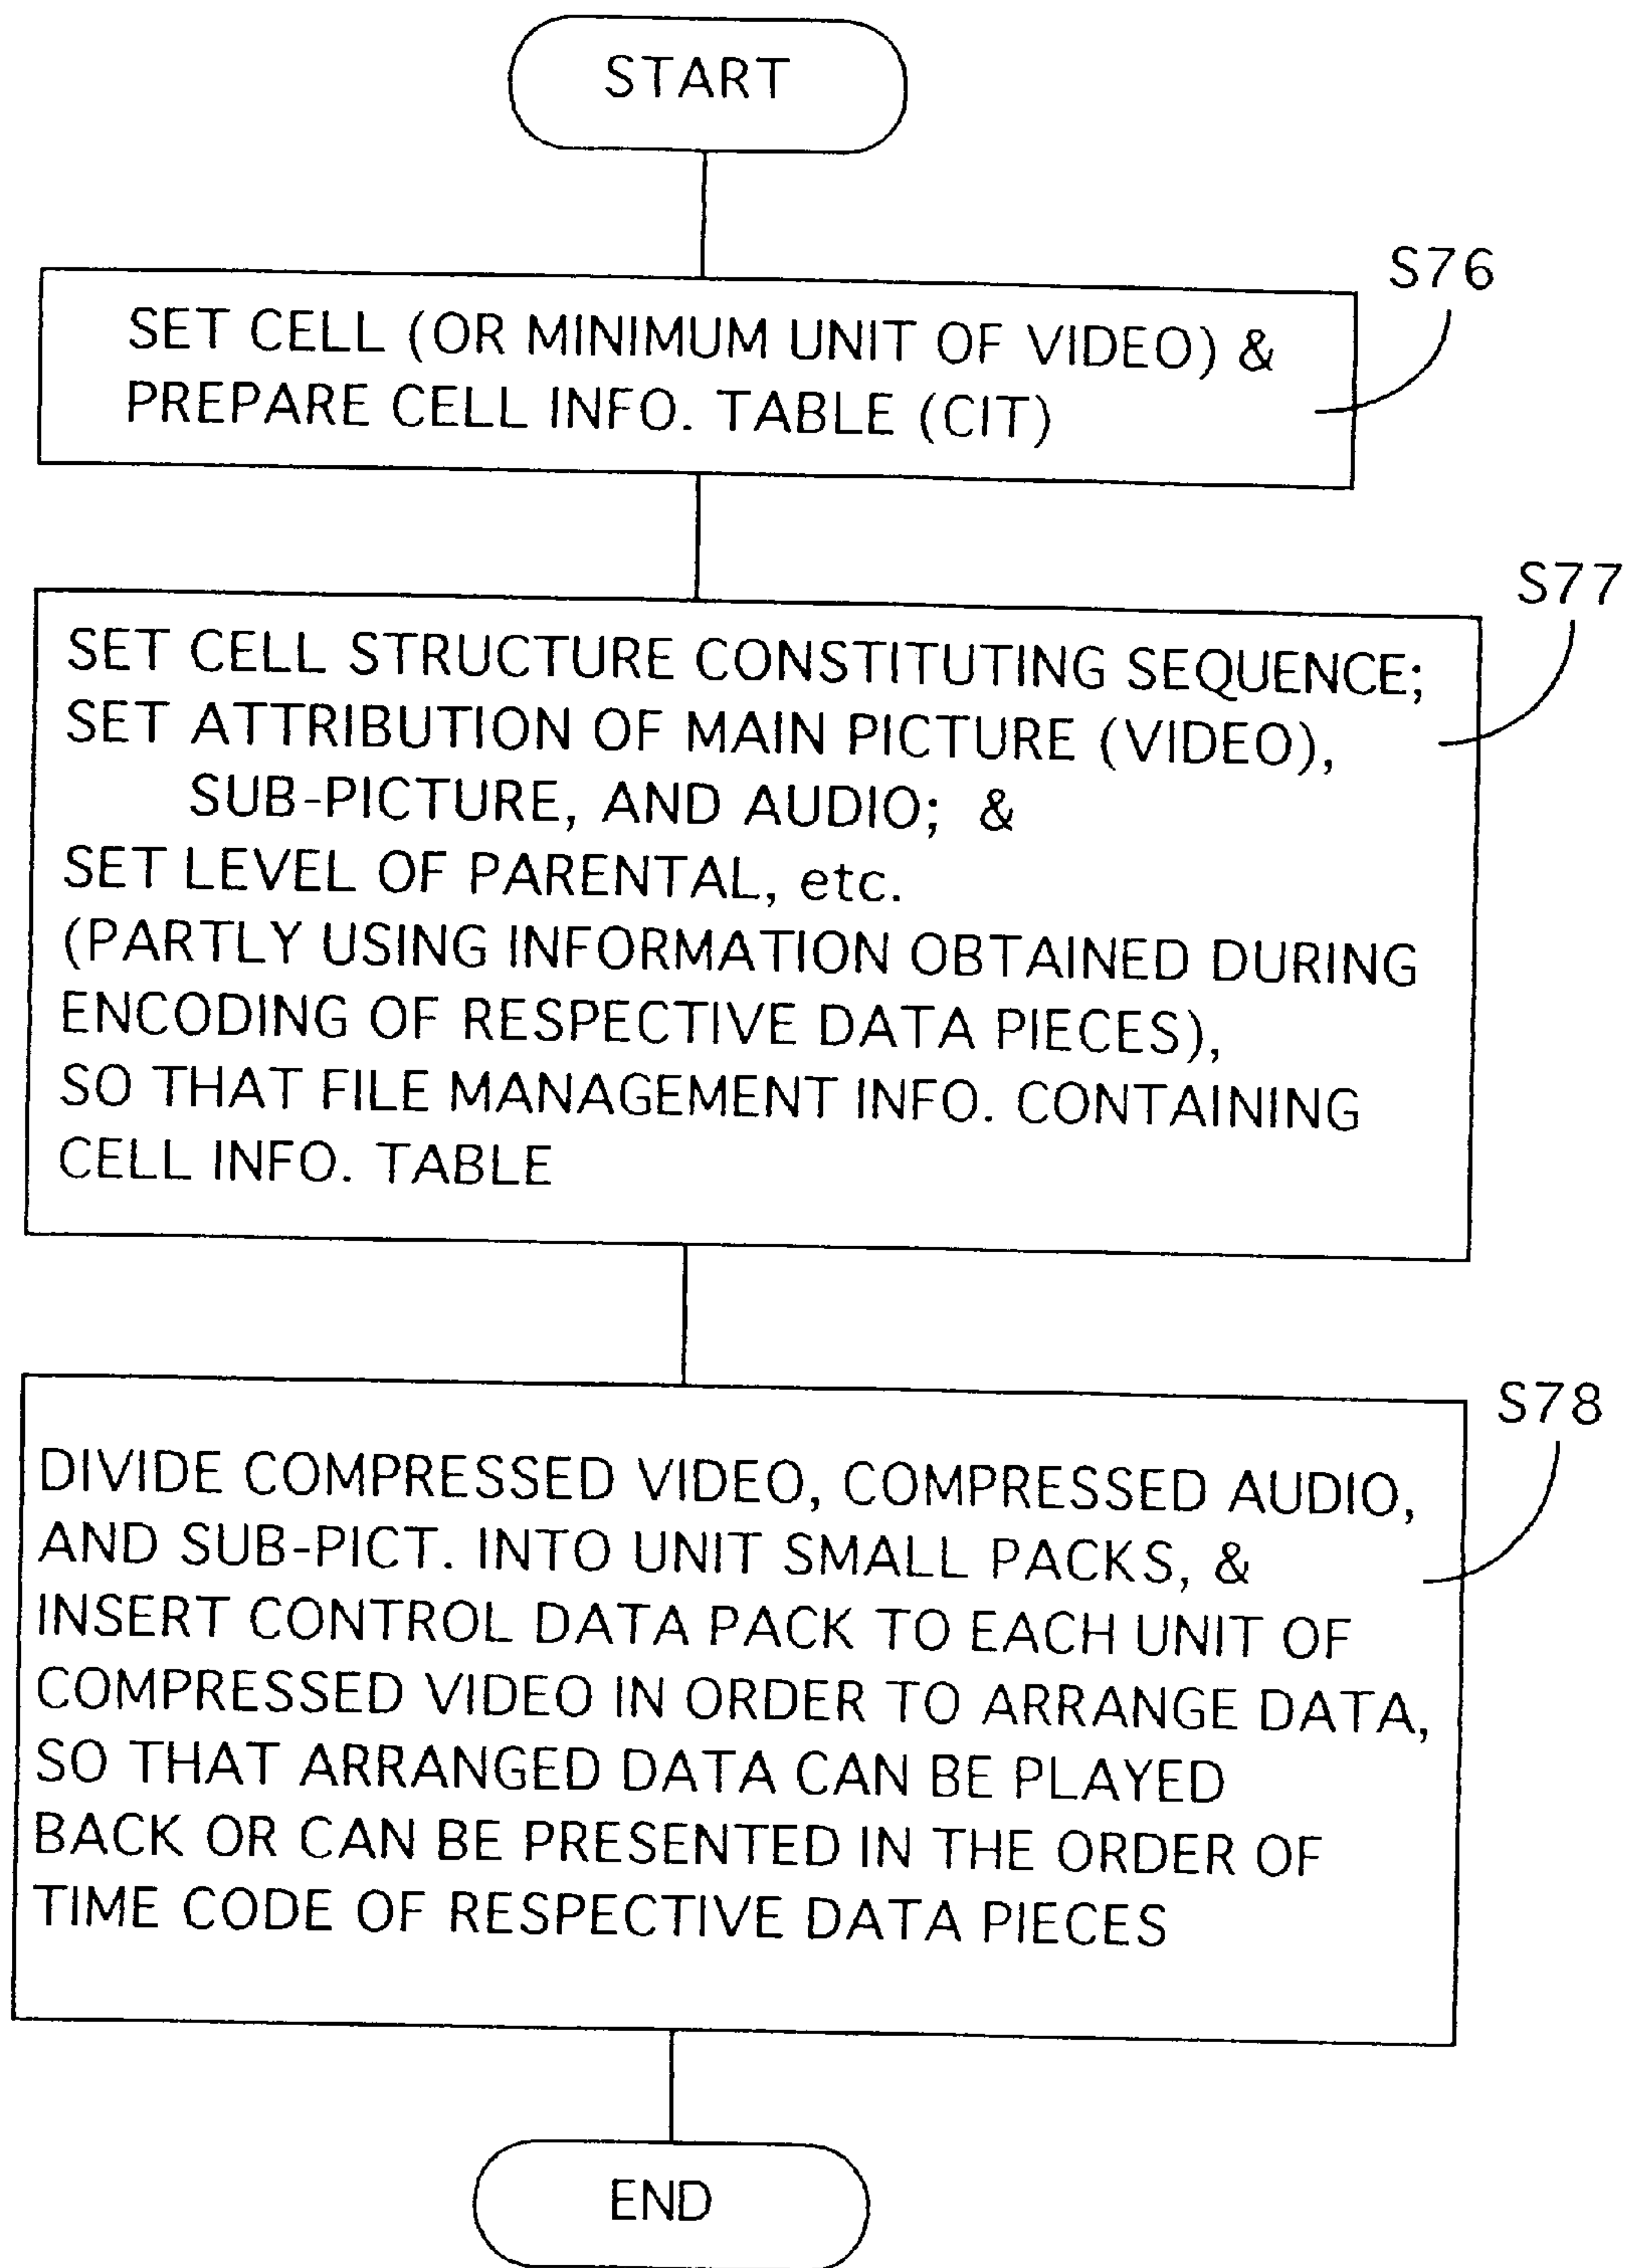 START
S76
SET CELL (OR MINIMUM UNIT OF VIDEO) &
PREPARE CELL INFO. TABLE (CIT)
S77
SET CELL STRUCTURE CONSTITUTING SEQUENCE;
SET ATTRIBUTION OF MAIN PICTURE (VIDEO),
SUB-PICTURE, AND AUDIO; &
SET LEVEL OF PARENTAL, etc.
(PARTLY USING INFORMATION OBTAINED DURING
ENCODING OF RESPECTIVE DATA PIECES),
SO THAT FILE MANAGEMENT INFO. CONTAINING
CELL INFO. TABLE
S78
DIVIDE COMPRESSED VIDEO, COMPRESSED AUDIO,
AND SUB-PICT. INTO UNIT SMALL PACKS, &
INSERT CONTROL DATA PACK TO EACH UNIT OF
COMPRESSED VIDEO IN ORDER TO ARRANGE DATA,
SO THAT ARRANGED DATA CAN BE PLAYED
BACK OR CAN BE PRESENTED IN THE ORDER OF
TIME CODE OF RESPECTIVE DATA PIECES
END